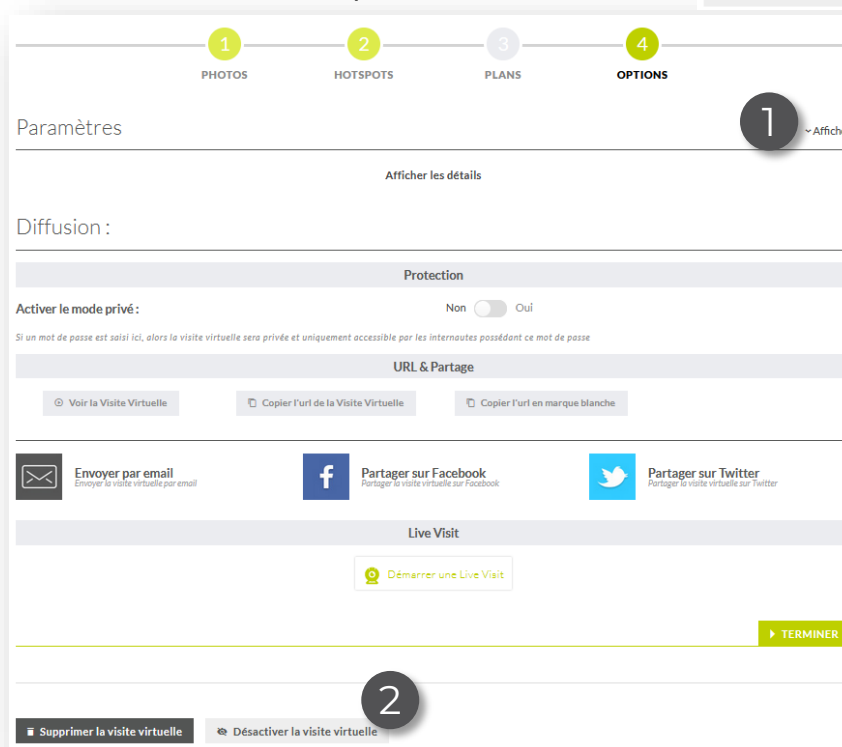 1 2 3 4
PHOTOS HOTSPOTS PLANS OPTIONS
Paramètres
1
Affiche
Afficher les détails
Diffusion :
Protection
Activer le mode privé :
Non Oui
Si un mot de passe est saisi ici, alors la visite virtuelle sera privée et uniquement accessible par les internautes possédant ce mot de passe
URL & Partage
Voir la Visite Virtuelle Copier l'url de la Visite Virtuelle Copier l'url en marque blanche
Envoyer par email Partager sur Facebook Partager sur Twitter
Envoyer la visite virtuelle par email Partager la visite virtuelle sur Facebook Partager la visite virtuelle sur Twitter
Live Visit
Démarrer une Live Visit
TERMINER
2
Supprimer la visite virtuelle Désactiver la visite virtuelle